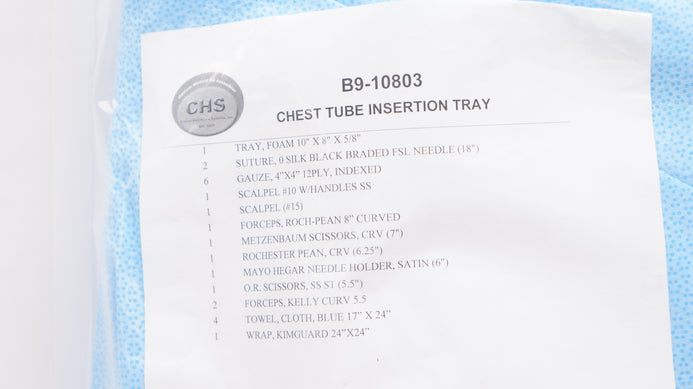 CHS
B9-10803
CHEST TUBE INSERTION TRAY
1 TRAY, FOAM 10" X 8" X 5/8"
2 SUTURE, 0 SILK BLACK BRADED FSL NEEDLE (18")
6 GAUZE, 4"X4" 12PLY, INDEXED
1 SCALPEL #10 W/HANDLES SS
1 SCALPEL (#15)
1 FORCEPS, ROCH-PEAN 8" CURVED
1 METZENBAUM SCISSORS, CRV (7")
1 ROCHESTER PEAN, CRV (6.25")
1 MAYO HEGAR NEEDLE HOLDER, SATIN (6")
1 O.R. SCISSORS, SS ST (5.5")
2 FORCEPS, KELLY CURV 5.5
4 TOWEL, CLOTH, BLUE 17" X 24"
1 WRAP, KIMGUARD 24"X24"